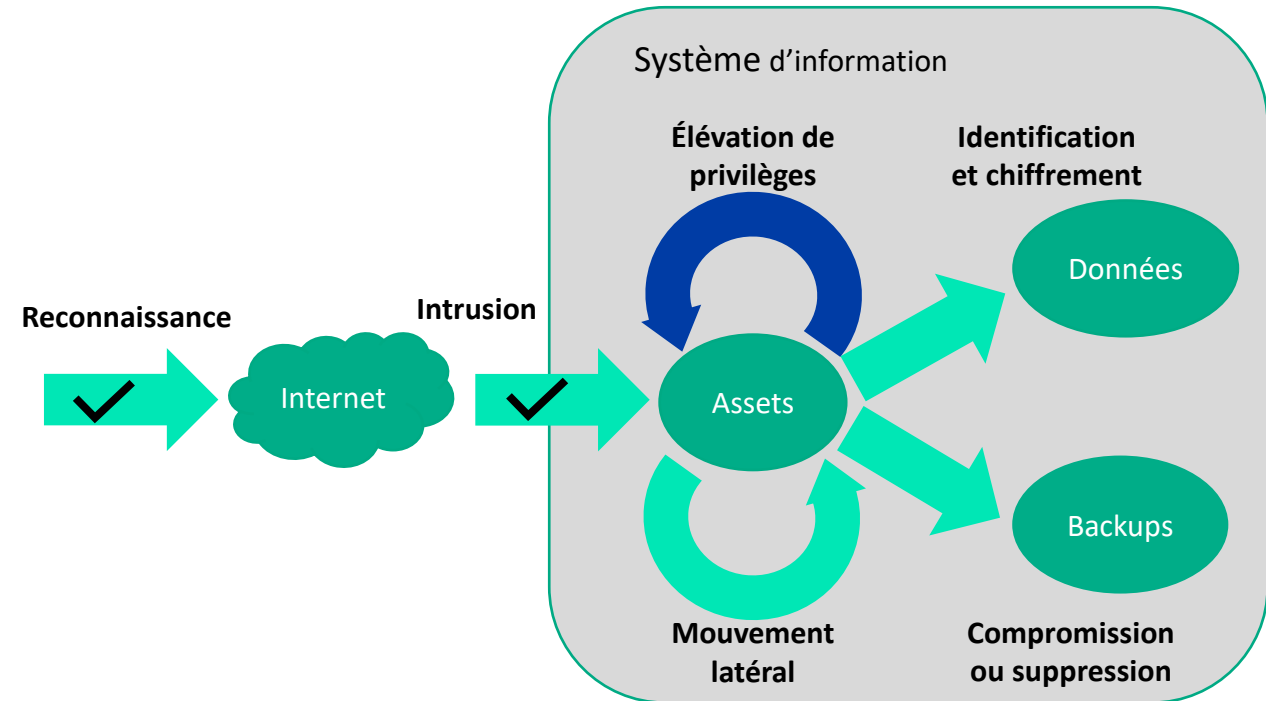 Système d’information
Élévation de
privilèges
Identification
et chiffrement
Données
Reconnaissance
Intrusion
Internet
Assets
Backups
Mouvement
latéral
Compromission
ou suppression